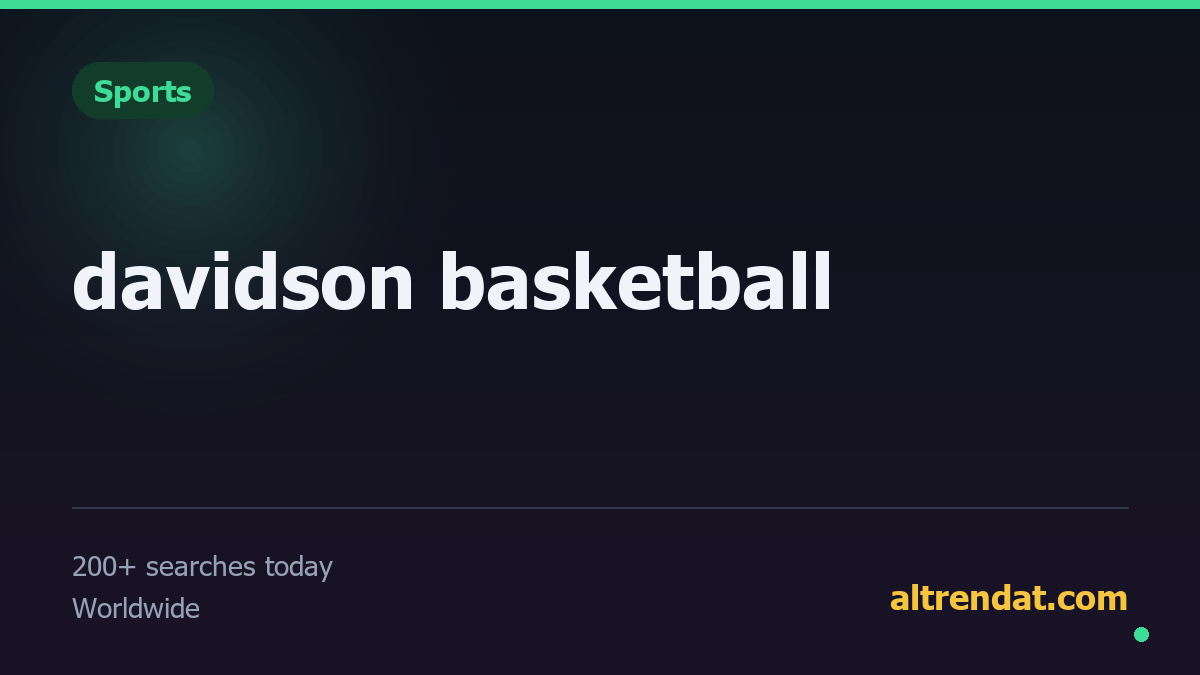 Sports
davidson basketball
200+ searches today
Worldwide
altrendat.com